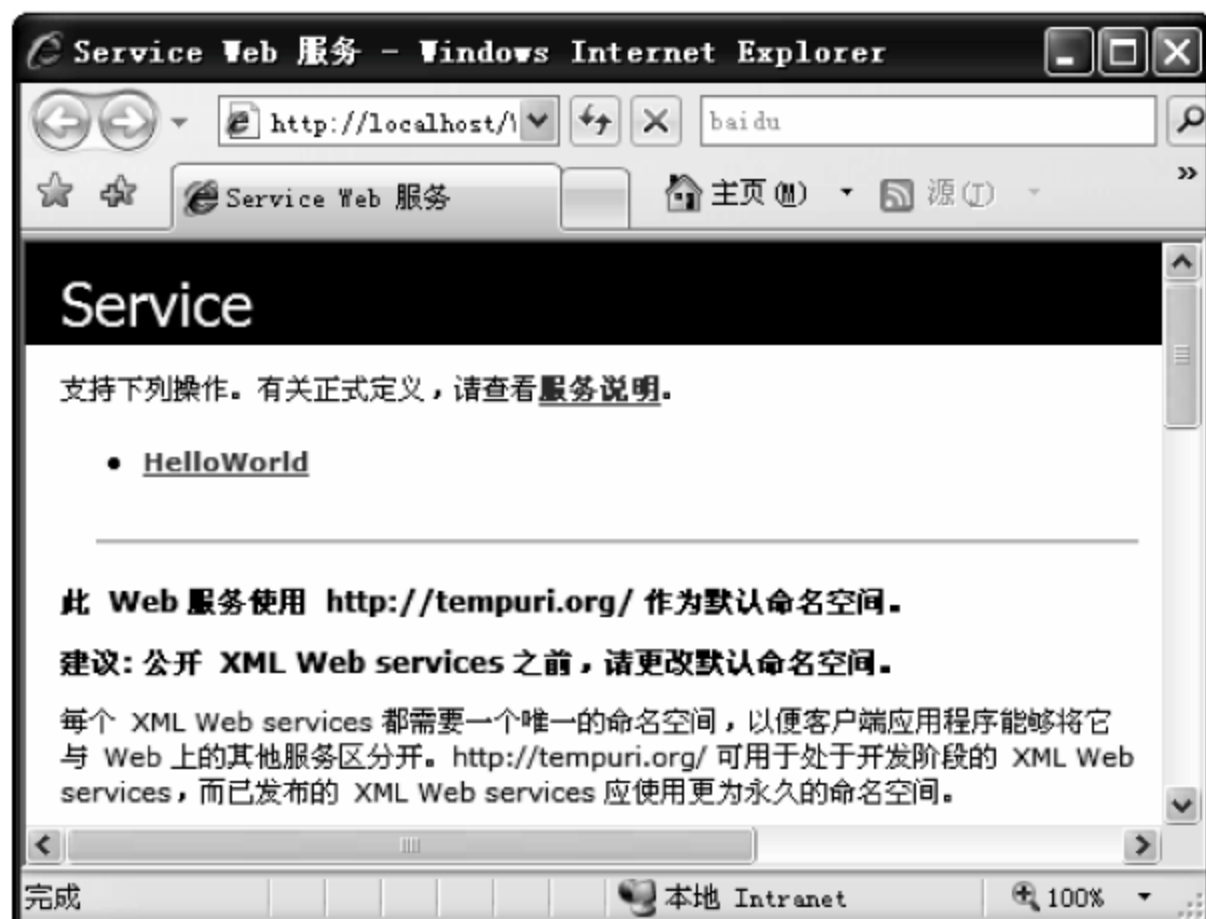 Service Web 服务 - Windows Internet Explorer
http://localhost/
baidu
Service Web 服务
主页(M)
源(J)
»
Service
支持下列操作。有关正式定义，请查看服务说明。
• HelloWorld
此 Web 服务使用 http://tempuri.org/ 作为默认命名空间。
建议: 公开 XML Web services 之前，请更改默认命名空间。
每个 XML Web services 都需要一个唯一的命名空间，以便客户端应用程序能够将它
与 Web 上的其他服务区分开。http://tempuri.org/ 可用于处于开发阶段的 XML Web
services，而已发布的 XML Web services 应使用更为永久的命名空间。
完成
本地 Intranet
100%